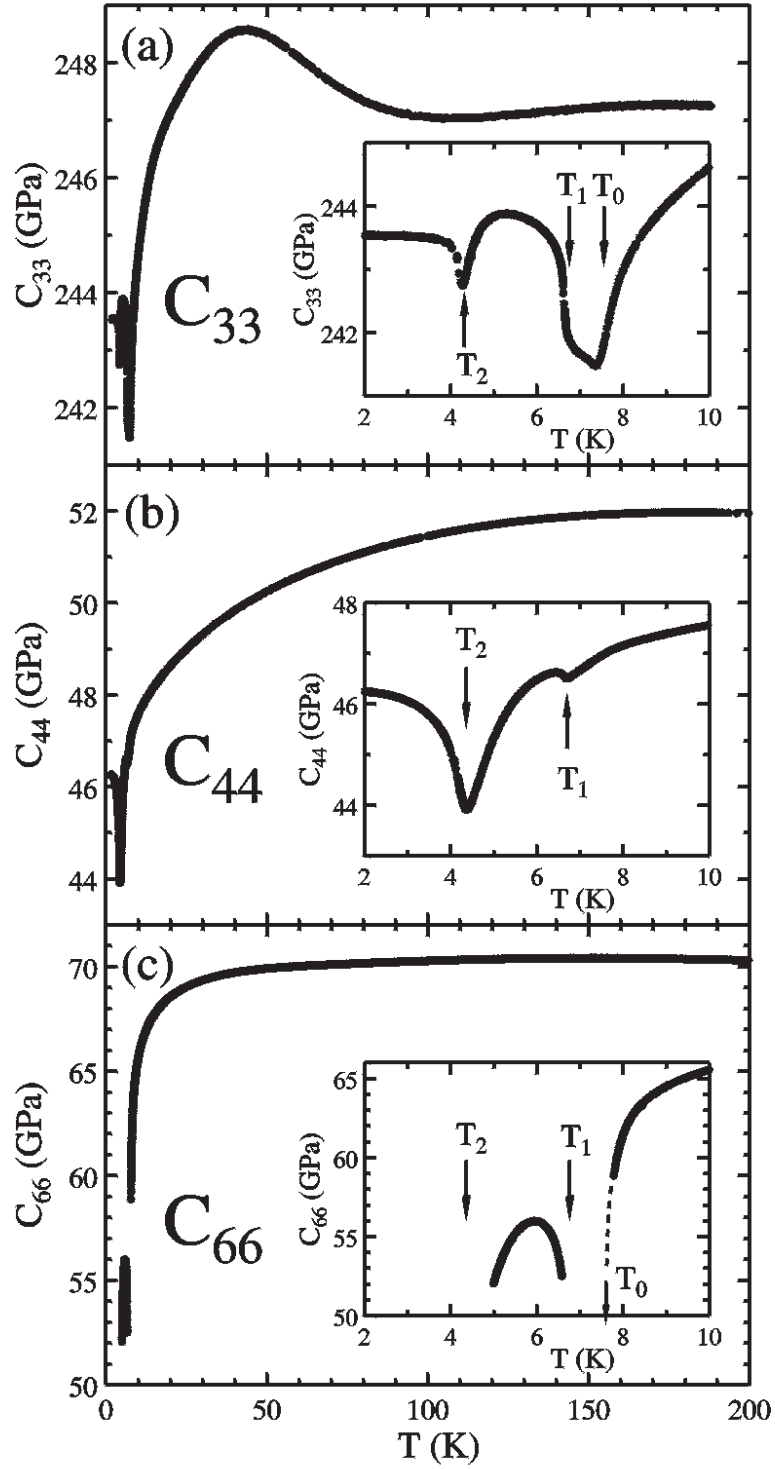 (a)
248
246
244
242
C33 (GPa)
C33
244
242
C33 (GPa)
T1 T0
T2
2 4 6 8 10
T (K)
(b)
52
50
48
46
44
C44 (GPa)
C44
48
46
44
C44 (GPa)
T2
T1
2 4 6 8 10
T (K)
(c)
70
65
60
55
50
C66 (GPa)
C66
65
60
55
50
C66 (GPa)
T2 T1
T0
2 4 6 8 10
T (K)
0 50 100 150 200
T (K)